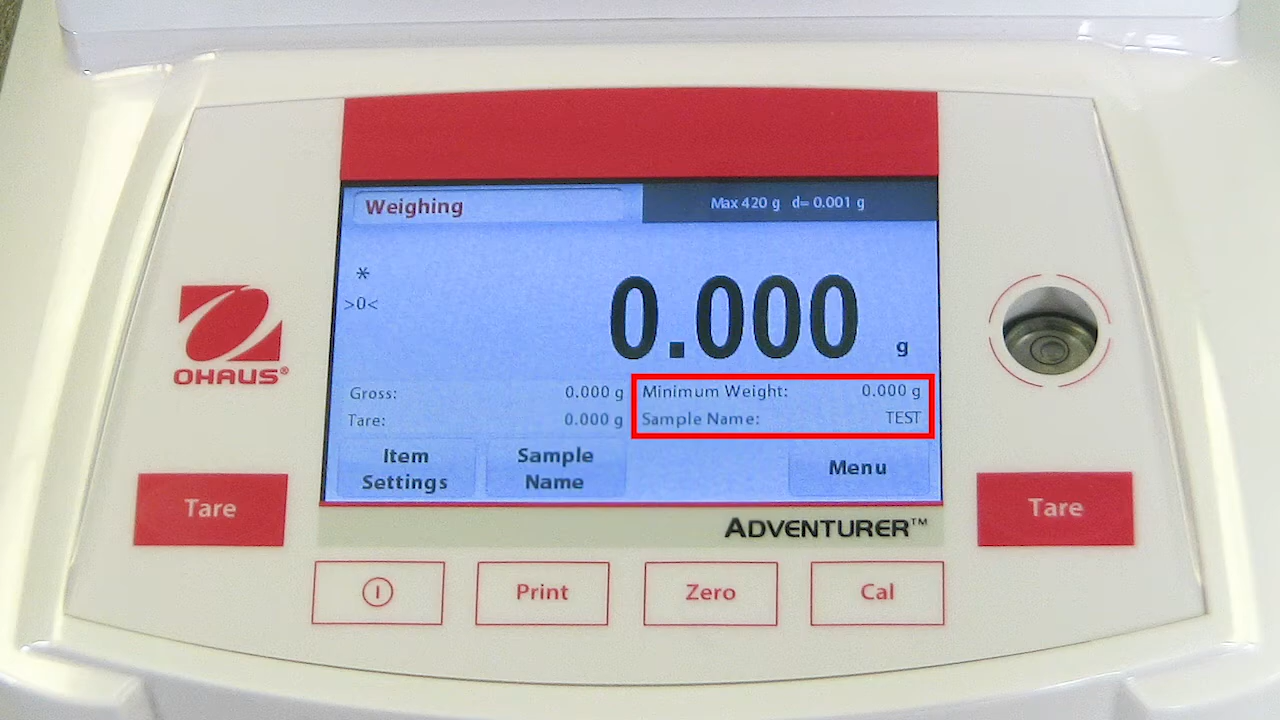 Weighing
Max 420 g d= 0.001 g
*
>0<
0.000 g
Gross: 0.000 g
Minimum Weight: 0.000 g
Tare: 0.000 g
Sample Name: TEST
Item Settings
Sample Name
Menu
OHAUS®
Tare
Tare
ADVENTURER™
Print
Zero
Cal